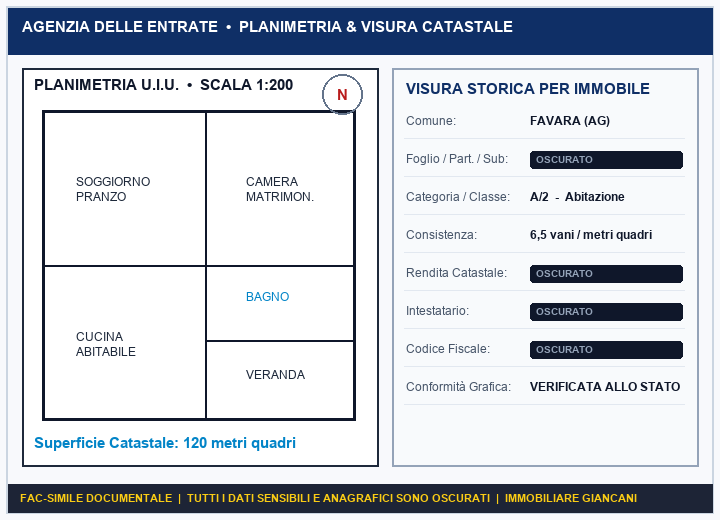 AGENZIA DELLE ENTRATE • PLANIMETRIA & VISURA CATASTALE
PLANIMETRIA U.I.U. • SCALA 1:200
N
SOGGIORNO
PRANZO
CAMERA
MATRIMON.
BAGNO
CUCINA
ABITABILE
VERANDA
Superficie Catastale: 120 metri quadri
VISURA STORICA PER IMMOBILE
Comune: FAVARA (AG)
Foglio / Part. / Sub: OSCURATO
Categoria / Classe: A/2 - Abitazione
Consistenza: 6,5 vani / metri quadri
Rendita Catastale: OSCURATO
Intestatario: OSCURATO
Codice Fiscale: OSCURATO
Conformità Grafica: VERIFICATA ALLO STATO
FAC-SIMILE DOCUMENTALE | TUTTI I DATI SENSIBILI E ANAGRAFICI SONO OSCURATI | IMMOBILIARE GIANCANI